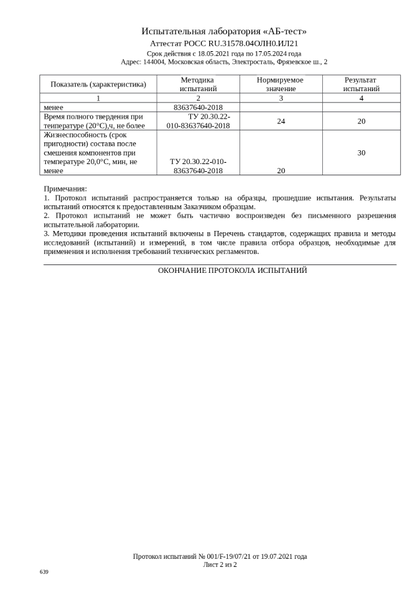 Испытательная лаборатория «АБ-тест»
Аттестат РОСС RU.31578.04ОЛН0.ИЛ21
Срок действия с 18.05.2021 года по 17.05.2024 года
Адрес: 144004, Московская область, Электросталь, Фрязевское ш., 2
Показатель (характеристика)
Методика
испытаний
Нормируемое
значение
Результат
испытаний
1
2
3
4
менее
83637640-2018
Время полного твердения при
температуре (20°С),ч, не более
ТУ 20.30.22-
010-83637640-2018
24
20
Жизнеспособность (срок
пригодности) состава после
смешения компонентов при
температуре 20,0°С, мин, не
менее
ТУ 20.30.22-010-
83637640-2018
20
30
Примечания:
1. Протокол испытаний распространяется только на образцы, прошедшие испытания. Результаты
испытаний относятся к предоставленным Заказчиком образцам.
2. Протокол испытаний не может быть частично воспроизведен без письменного разрешения
испытательной лаборатории.
3. Методики проведения испытаний включены в Перечень стандартов, содержащих правила и методы
исследований (испытаний) и измерений, в том числе правила отбора образцов, необходимые для
применения и исполнения требований технических регламентов.
ОКОНЧАНИЕ ПРОТОКОЛА ИСПЫТАНИЙ
Протокол испытаний № 001/F-19/07/21 от 19.07.2021 года
Лист 2 из 2
639